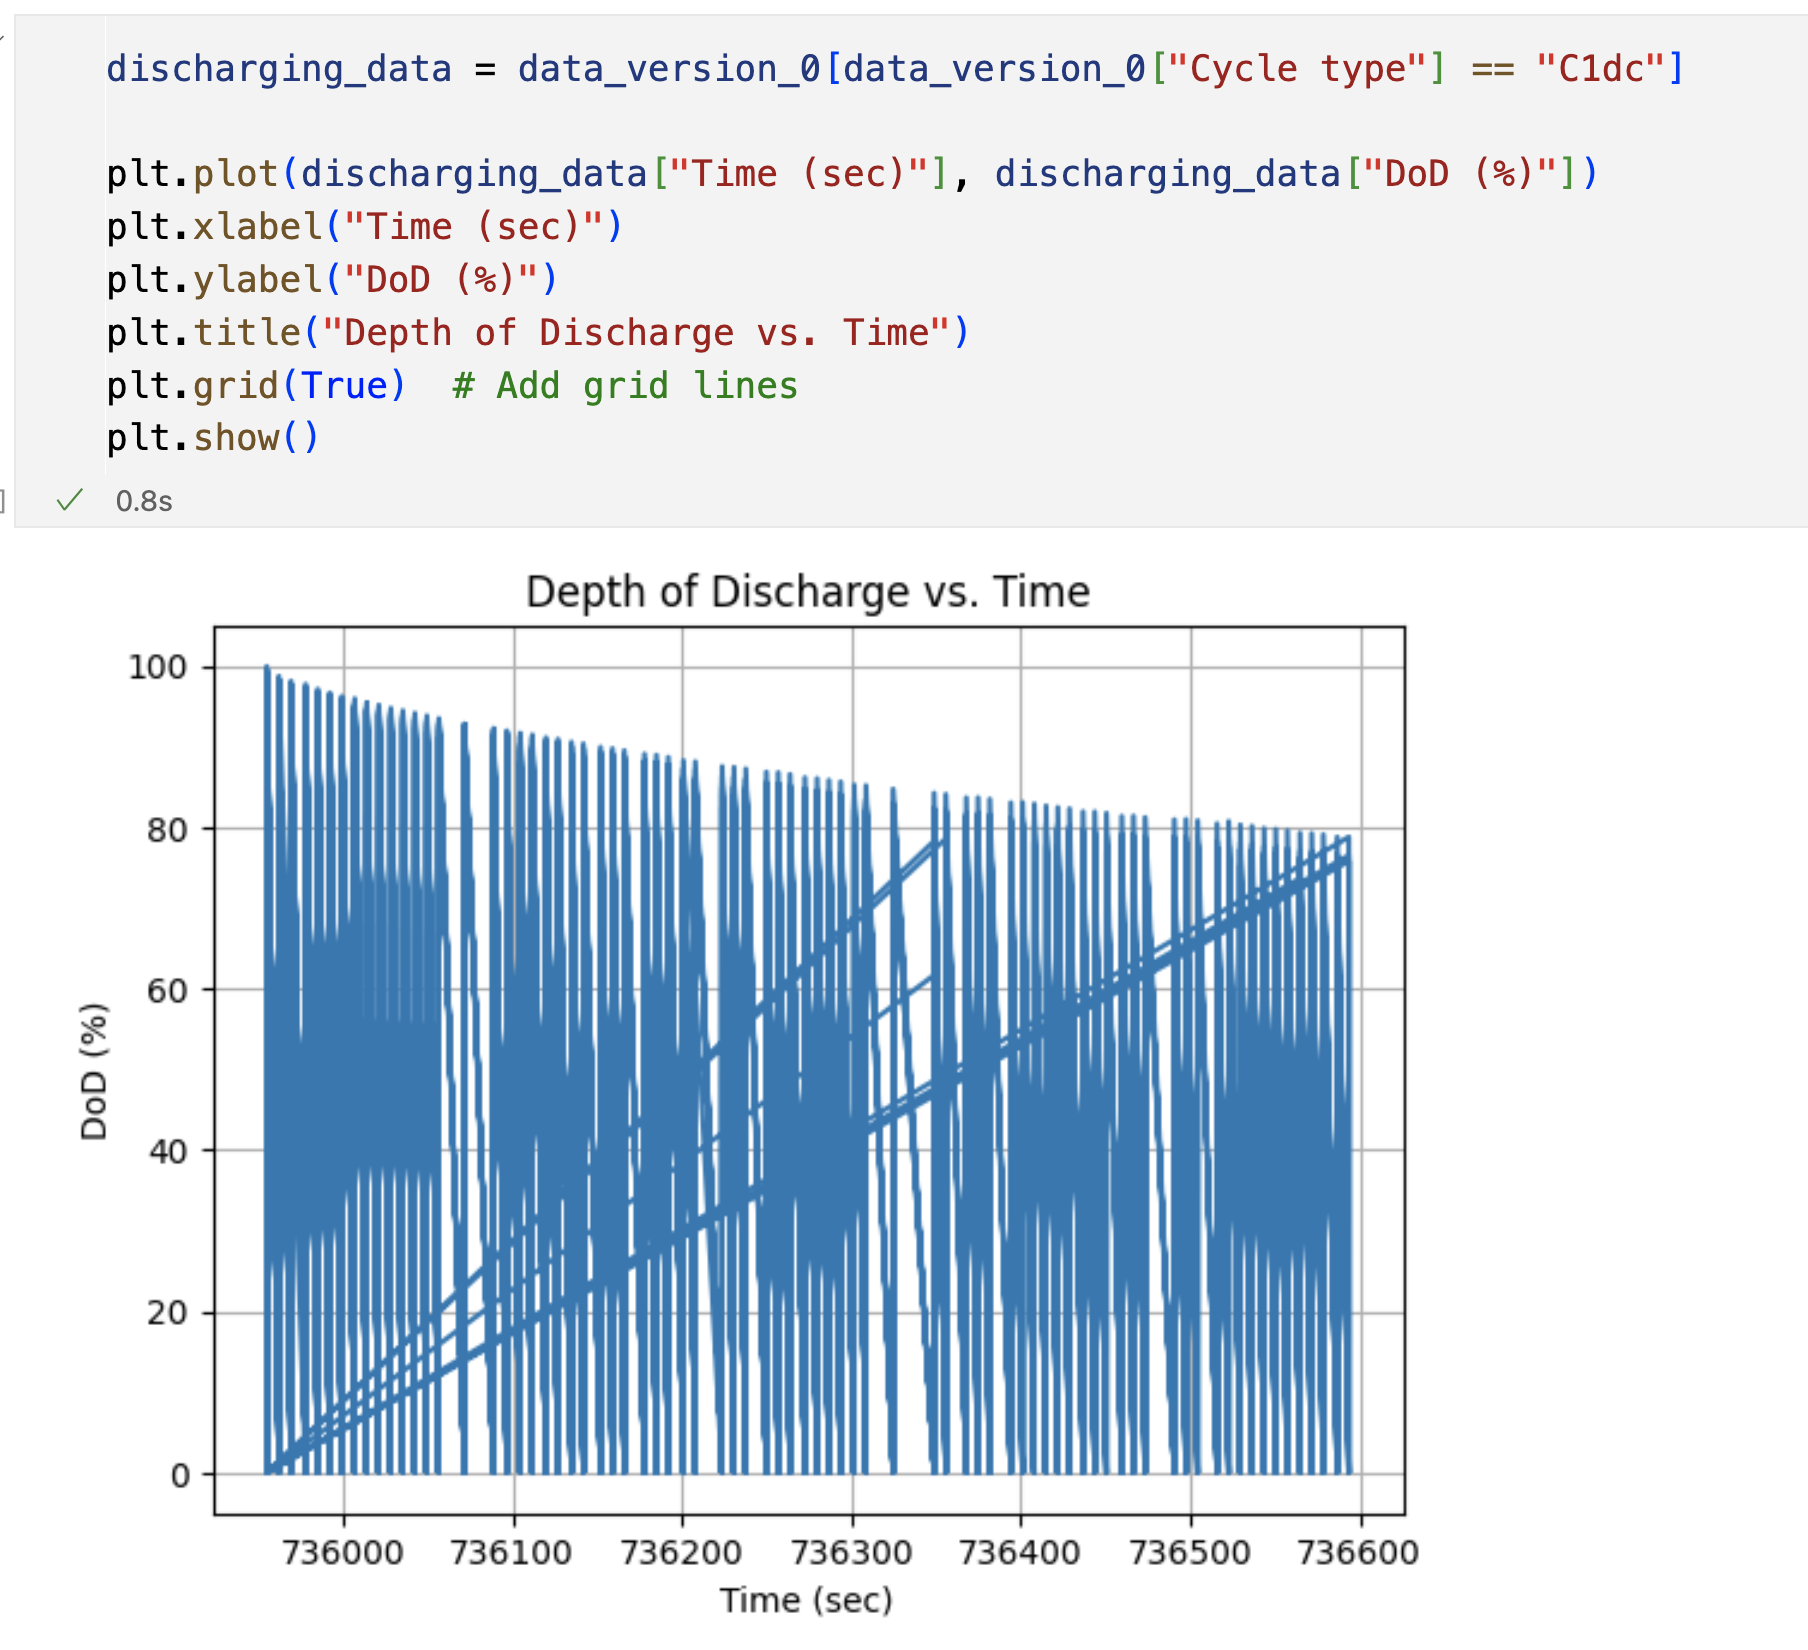 discharging_data = data_version_0[data_version_0["Cycle type"] == "C1dc"]
plt.plot(discharging_data["Time (sec)"], discharging_data["DoD (%)"])
plt.xlabel("Time (sec)")
plt.ylabel("DoD (%)")
plt.title("Depth of Discharge vs. Time")
plt.grid(True)  # Add grid lines
plt.show()
0.8s
Depth of Discharge vs. Time
100
80
60
40
20
0
DoD (%)
736000 736100 736200 736300 736400 736500 736600
Time (sec)